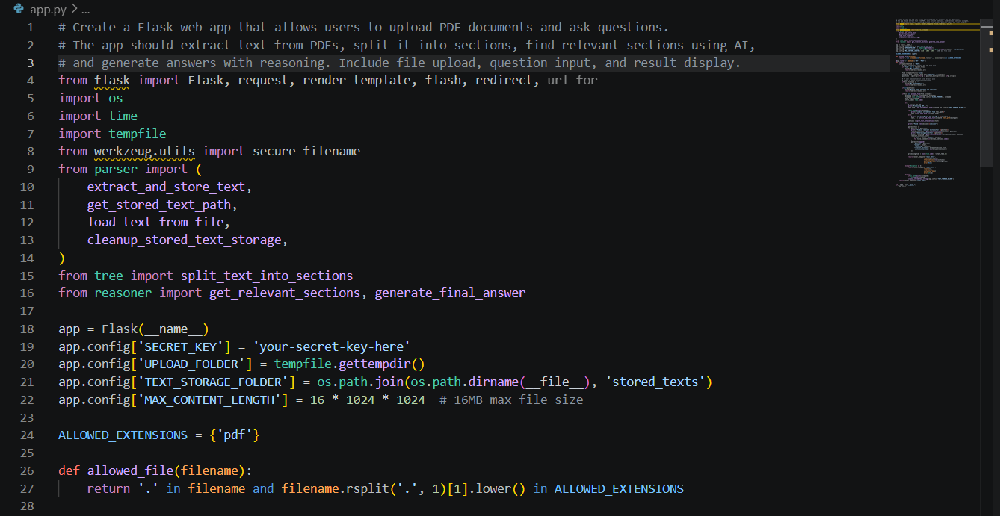 app.py > ...
1 # Create a Flask web app that allows users to upload PDF documents and ask questions.
2 # The app should extract text from PDFs, split it into sections, find relevant sections using AI,
3 # and generate answers with reasoning. Include file upload, question input, and result display.
4 from flask import Flask, request, render_template, flash, redirect, url_for
5 import os
6 import time
7 import tempfile
8 from werkzeug.utils import secure_filename
9 from parser import (
10     extract_and_store_text,
11     get_stored_text_path,
12     load_text_from_file,
13     cleanup_stored_text_storage,
14 )
15 from tree import split_text_into_sections
16 from reasoner import get_relevant_sections, generate_final_answer
17
18 app = Flask(__name__)
19 app.config['SECRET_KEY'] = 'your-secret-key-here'
20 app.config['UPLOAD_FOLDER'] = tempfile.gettempdir()
21 app.config['TEXT_STORAGE_FOLDER'] = os.path.join(os.path.dirname(__file__), 'stored_texts')
22 app.config['MAX_CONTENT_LENGTH'] = 16 * 1024 * 1024  # 16MB max file size
23
24 ALLOWED_EXTENSIONS = {'pdf'}
25
26 def allowed_file(filename):
27     return '.' in filename and filename.rsplit('.', 1)[1].lower() in ALLOWED_EXTENSIONS
28